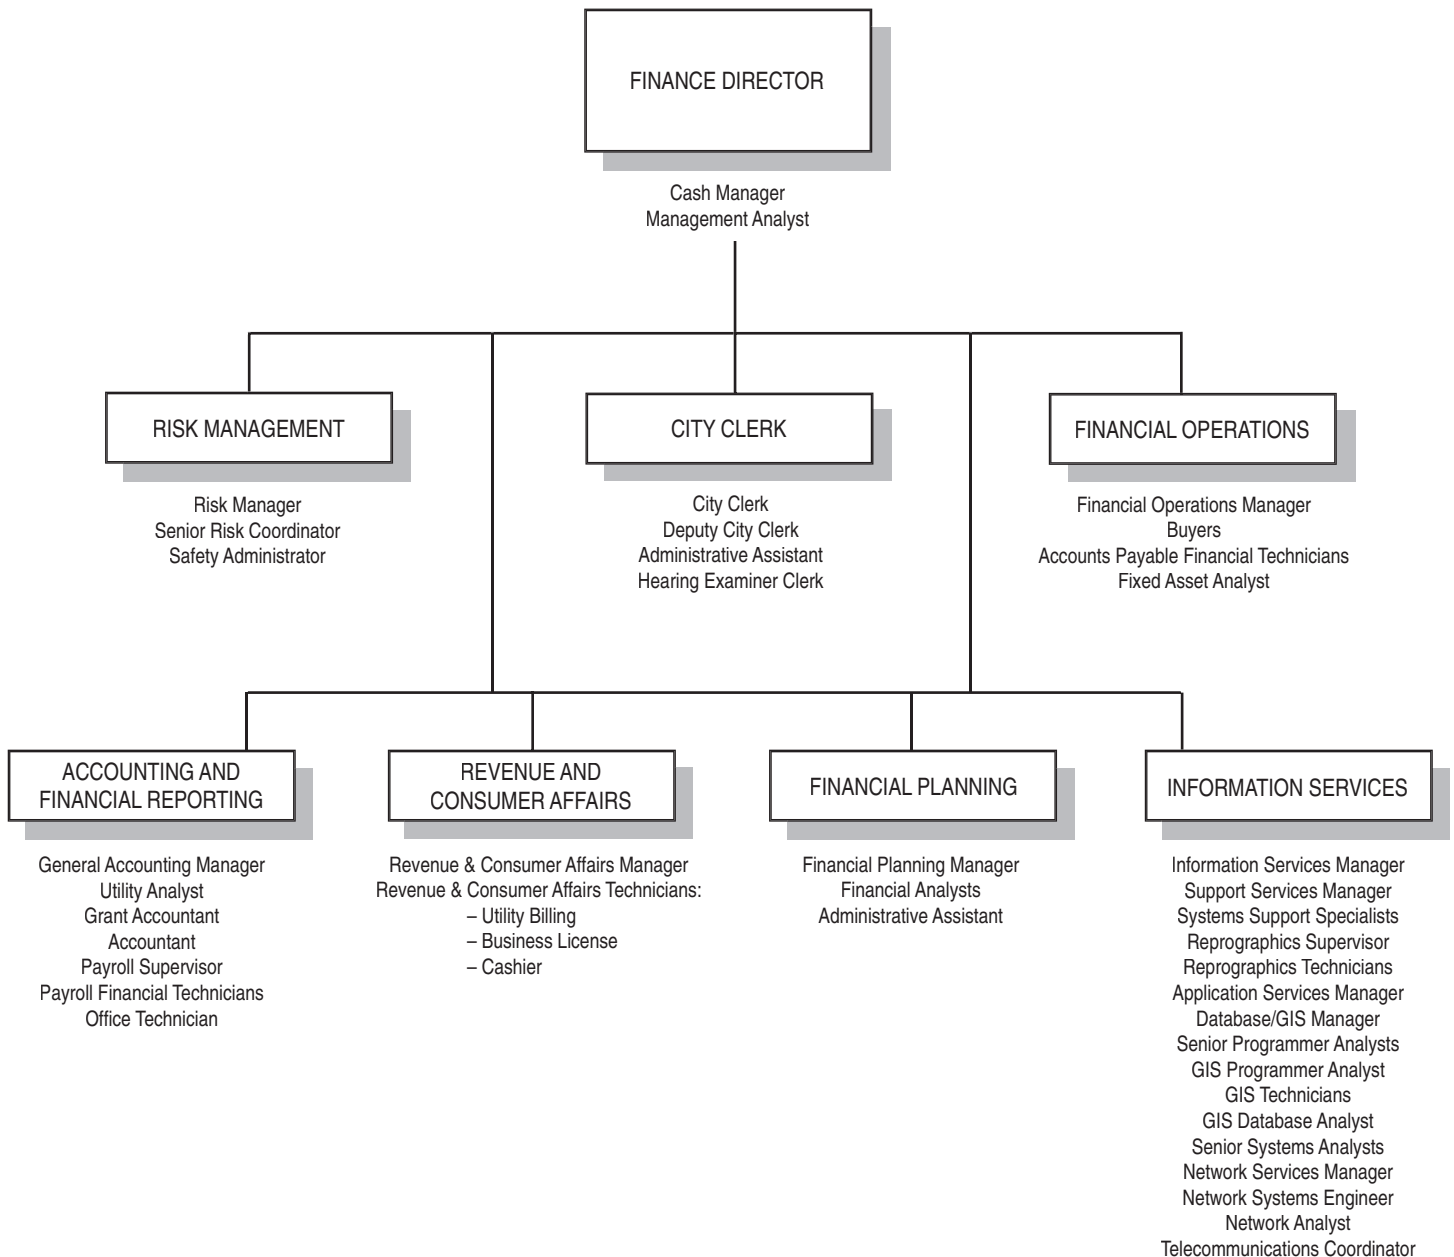 FINANCE DIRECTOR
Cash Manager
Management Analyst
RISK MANAGEMENT
Risk Manager
Senior Risk Coordinator
Safety Administrator
CITY CLERK
City Clerk
Deputy City Clerk
Administrative Assistant
Hearing Examiner Clerk
FINANCIAL OPERATIONS
Financial Operations Manager
Buyers
Accounts Payable Financial Technicians
Fixed Asset Analyst
ACCOUNTING AND
FINANCIAL REPORTING
General Accounting Manager
Utility Analyst
Grant Accountant
Accountant
Payroll Supervisor
Payroll Financial Technicians
Office Technician
REVENUE AND
CONSUMER AFFAIRS
Revenue & Consumer Affairs Manager
Revenue & Consumer Affairs Technicians:
– Utility Billing
– Business License
– Cashier
FINANCIAL PLANNING
Financial Planning Manager
Financial Analysts
Administrative Assistant
INFORMATION SERVICES
Information Services Manager
Support Services Manager
Systems Support Specialists
Reprographics Supervisor
Reprographics Technicians
Application Services Manager
Database/GIS Manager
Senior Programmer Analysts
GIS Programmer Analyst
GIS Technicians
GIS Database Analyst
Senior Systems Analysts
Network Services Manager
Network Systems Engineer
Network Analyst
Telecommunications Coordinator